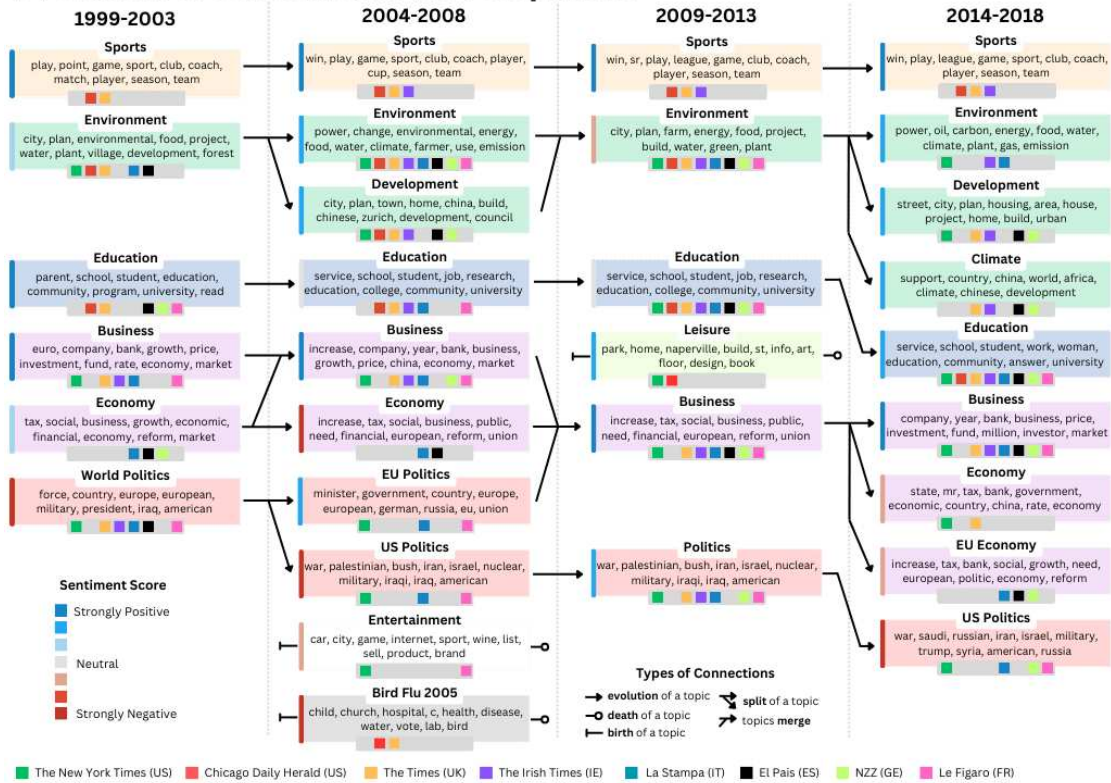 1999-2003
Sports
play, point, game, sport, club, coach,
match, player, season, team
Environment
city, plan, environmental, food, project,
water, plant, village, development, forest
Education
parent, school, student, education,
community, program, university, read
Business
euro, company, bank, growth, price,
investment, fund, rate, economy, market
Economy
tax, social, business, growth, economic,
financial, economy, reform, market
World Politics
force, country, europe, european,
military, president, iraq, american
Sentiment Score
Strongly Positive
Neutral
Strongly Negative
2004-2008
Sports
win, play, game, sport, club, coach, player,
cup, season, team
Environment
power, change, environmental, energy,
food, water, climate, farmer, use, emission
Development
city, plan, town, home, china, build,
chinese, zurich, development, council
Education
service, school, student, job, research,
education, college, community, university
Business
increase, company, year, bank, business,
growth, price, china, economy, market
Economy
increase, tax, social, business, public,
need, financial, european, reform, union
EU Politics
minister, government, country, europe,
european, german, russia, eu, union
US Politics
war, palestinian, bush, iran, israel, nuclear,
military, iraqi, iraq, american
Entertainment
car, city, game, internet, sport, wine, list,
sell, product, brand
Bird Flu 2005
child, church, hospital, c, health, disease,
water, vote, lab, bird
2009-2013
Sports
win, sr, play, league, game, club, coach,
player, season, team
Environment
city, plan, farm, energy, food, project,
build, water, green, plant
Education
service, school, student, job, research,
education, college, community, university
Leisure
park, home, naperville, build, st, info, art,
floor, design, book
Business
increase, tax, social, business, public,
need, financial, european, reform, union
Politics
war, palestinian, bush, iran, israel, nuclear,
military, iraqi, iraq, american
Types of Connections
evolution of a topic
death of a topic
birth of a topic
split of a topic
topics merge
2014-2018
Sports
win, play, league, game, sport, club, coach,
player, season, team
Environment
power, oil, carbon, energy, food, water,
climate, plant, gas, emission
Development
street, city, plan, housing, area, house,
project, home, build, urban
Climate
support, country, china, world, africa,
climate, chinese, development
Education
service, school, student, work, woman,
education, community, answer, university
Business
company, year, bank, business, price,
investment, fund, million, investor, market
Economy
state, mr, tax, bank, government,
economic, country, china, rate, economy
EU Economy
increase, tax, bank, social, growth, need,
european, politic, economy, reform
US Politics
war, saudi, russian, iran, israel, military,
trump, syria, american, russia
The New York Times (US)
Chicago Daily Herald (US)
The Times (UK)
The Irish Times (IE)
La Stampa (IT)
El Pais (ES)
NZZ (GE)
Le Figaro (FR)